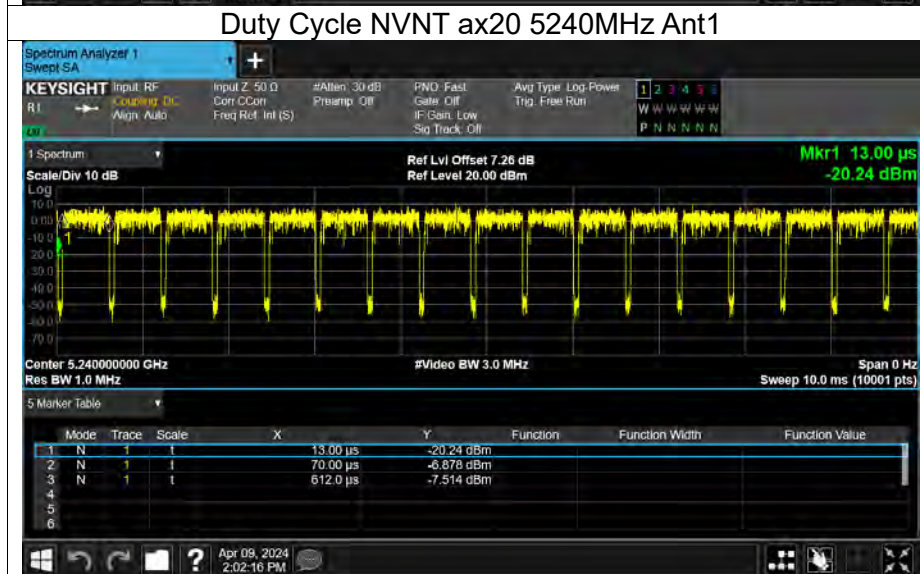 Duty Cycle NVNT ax20 5240MHz Ant1
Spectrum Analyzer 1
Swept SA
+
KEYSIGHT Input: RF Input Z: 50 Ω #Atten: 30 dB PNO: Fast Avg Type: Log-Power 1 2 3 4 5 6
Coupling: DC Corr CCorr Preamp: Off Gate: Off Trig: Free Run W W W W W W
Align: Auto Freq Ref: Int (S) IF Gain: Low
Sig Track: Off P N N N N N
1 Spectrum Ref Lvl Offset 7.26 dB Mkr1 13.00 µs
Scale/Div 10 dB Ref Level 20.00 dBm -20.24 dBm
Log
10.0
0.00
-10.0
-20.0
-30.0
-40.0
-50.0
-60.0
-70.0
1
Center 5.240000000 GHz #Video BW 3.0 MHz Span 0 Hz
Res BW 1.0 MHz Sweep 10.0 ms (10001 pts)
5 Marker Table
Mode Trace Scale X Y Function Function Width Function Value
1 N 1 t 13.00 µs -20.24 dBm
2 N 1 t 70.00 µs -6.878 dBm
3 N 1 t 612.0 µs -7.514 dBm
4
5
6
? Apr 09, 2024
2:02:16 PM